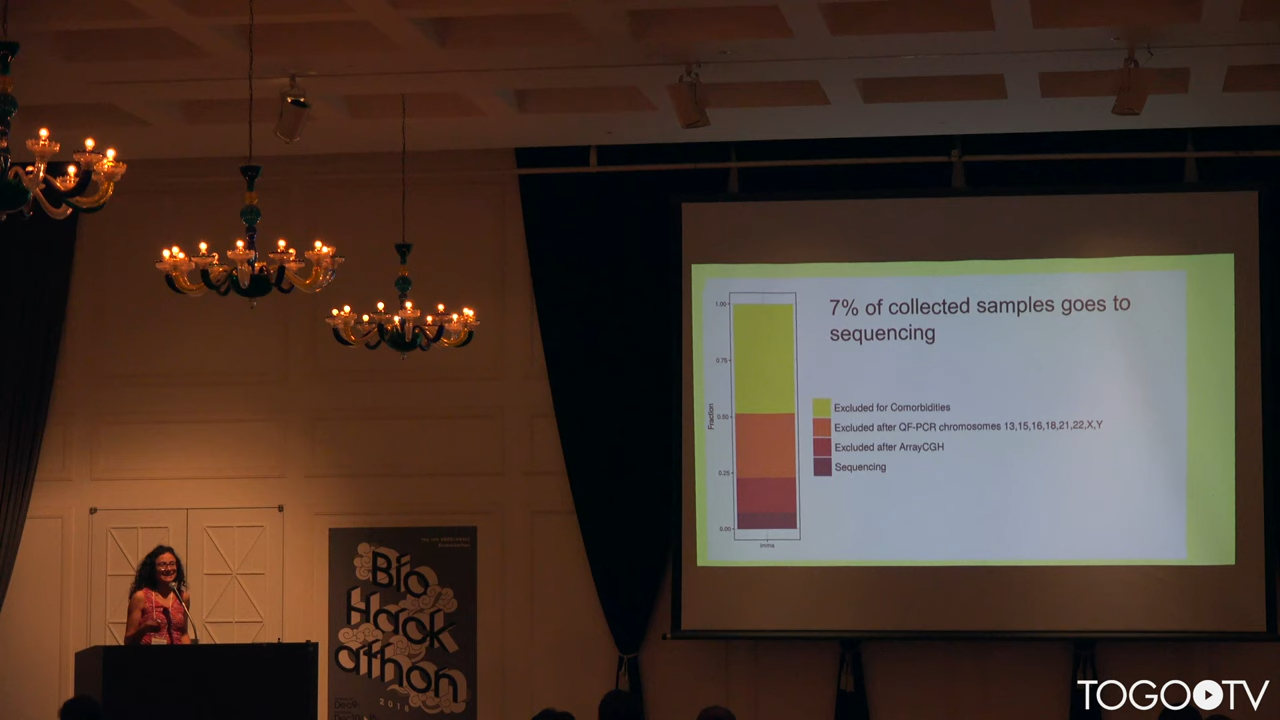 7% of collected samples goes to
sequencing
1.00
0.75
0.50
0.25
0.00
Fraction
Excluded for Comorbidities
Excluded after QF-PCR chromosomes 13,15,16,18,21,22,X,Y
Excluded after ArrayCGH
Sequencing
Bio
Hack
athon
TOGO TV